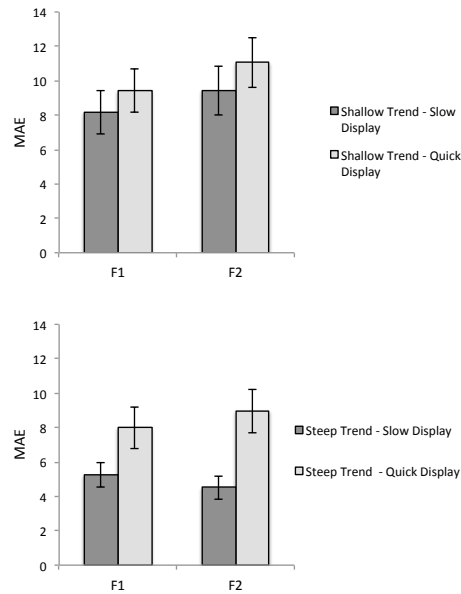 14
12
10
8
6
4
2
0
MAE
F1 F2
Shallow Trend - Slow
Display
Shallow Trend - Quick
Display
14
12
10
8
6
4
2
0
MAE
F1 F2
Steep Trend - Slow Display
Steep Trend - Quick Display